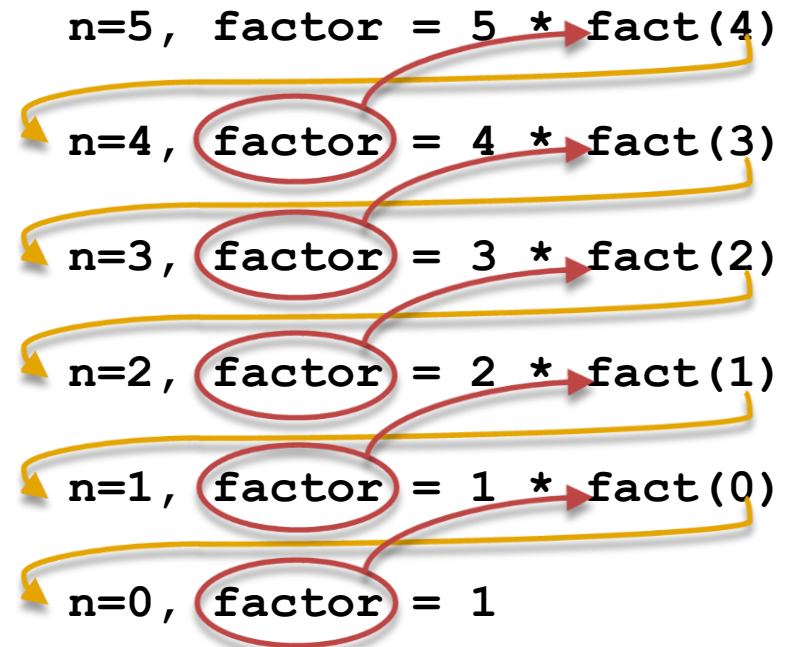 n=5, factor = 5 * fact(4)
n=4, factor = 4 * fact(3)
n=3, factor = 3 * fact(2)
n=2, factor = 2 * fact(1)
n=1, factor = 1 * fact(0)
n=0, factor = 1